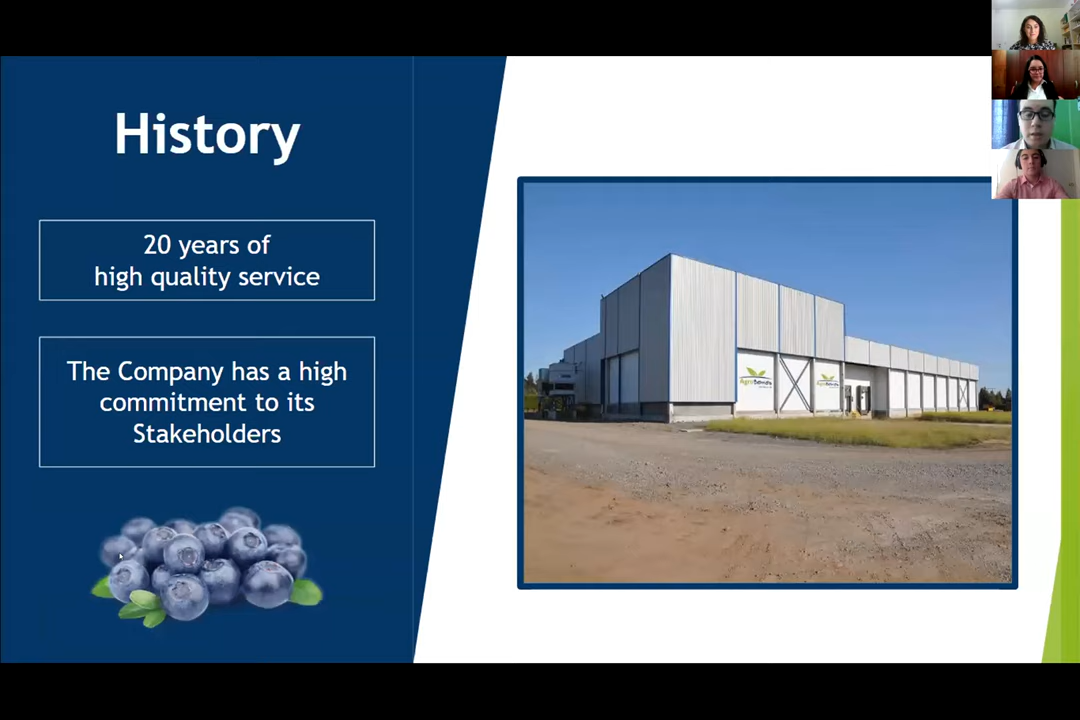 History
20 years of
high quality service
The Company has a high
commitment to its
Stakeholders